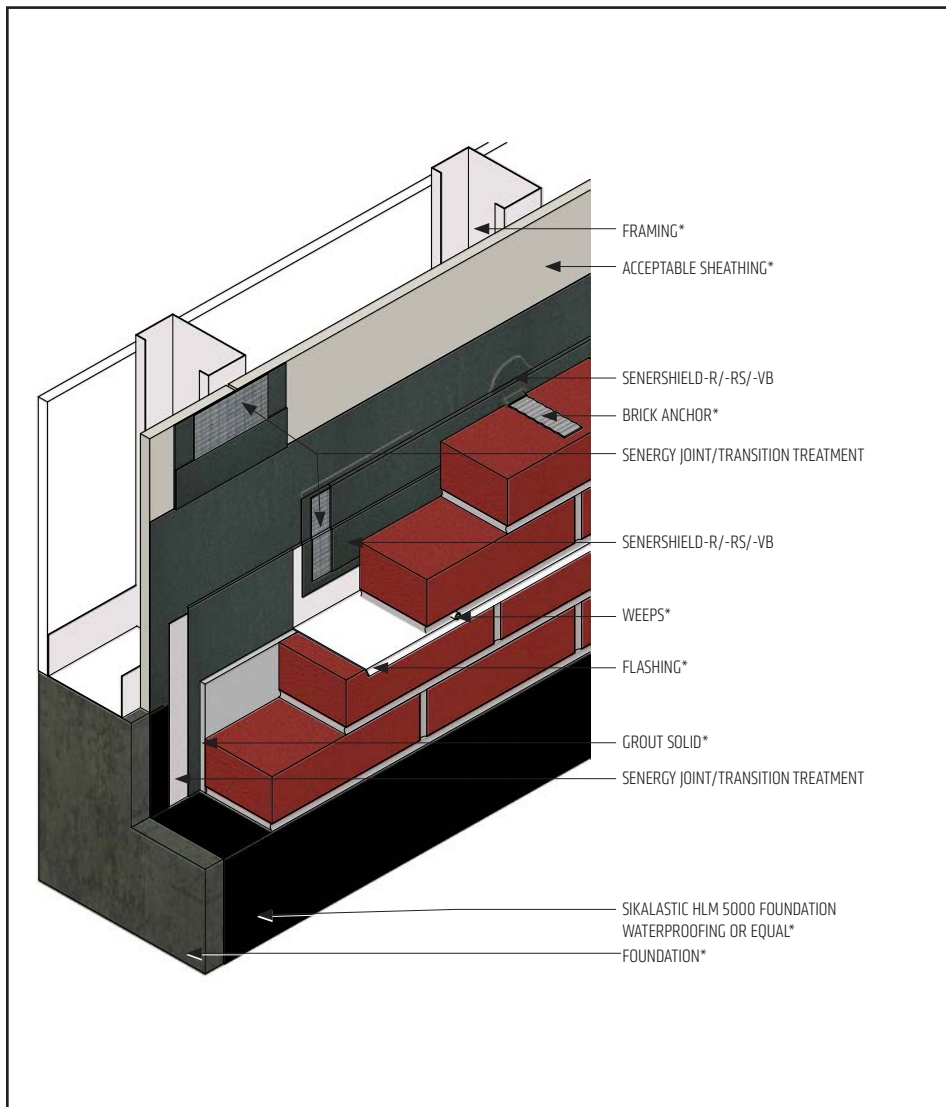 FRAMING*
ACCEPTABLE SHEATHING*
SENERSHIELD-R/-RS/-VB
BRICK ANCHOR*
SENERGY JOINT/TRANSITION TREATMENT
SENERSHIELD-R/-RS/-VB
WEEPS*
FLASHING*
GROUT SOLID*
SENERGY JOINT/TRANSITION TREATMENT
SIKALASTIC HLM 5000 FOUNDATION
WATERPROOFING OR EQUAL*
FOUNDATION*